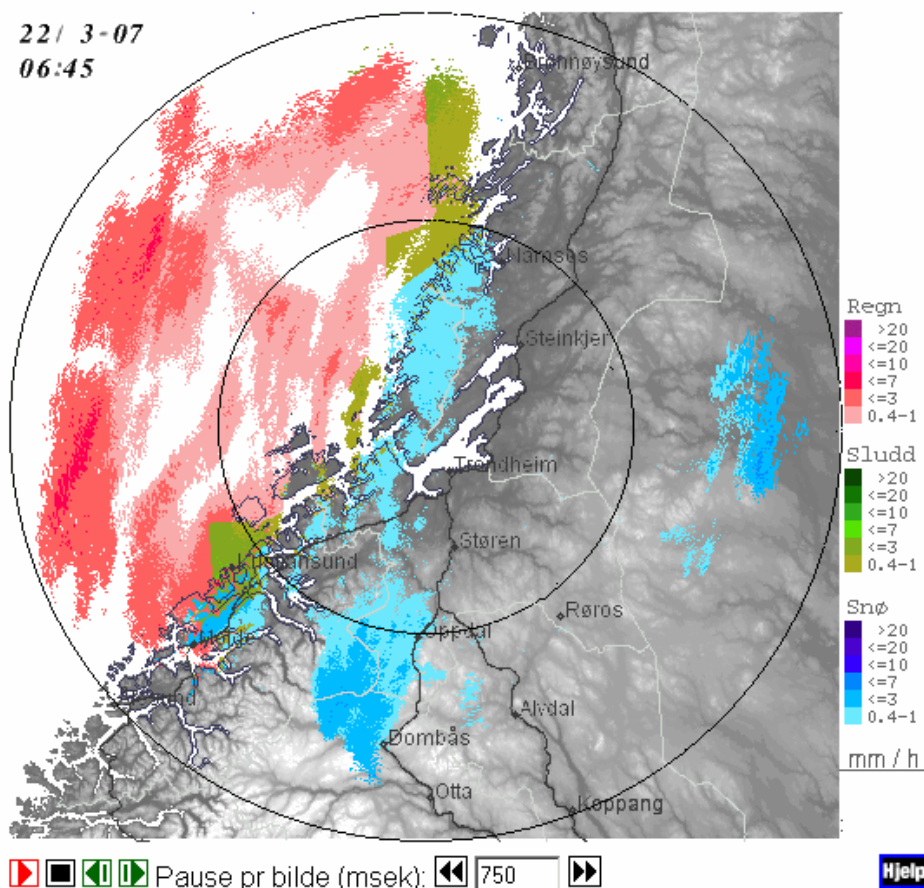 22/ 3-07
06:45
Brønnøysund
Namsos
Steinkjer
Regn
>20
<=20
<=10
<=7
<=3
0.4-1
Trondheim
Sludd
>20
<=20
<=10
<=7
<=3
0.4-1
Støren
Kristiansund
Røros
Snø
>20
<=20
<=10
<=7
<=3
0.4-1
Oppdal
Molde
Alvdal
Dombås
mm / h
Otta
Koppang
Pause pr bilde (msek):
750
Hjelp